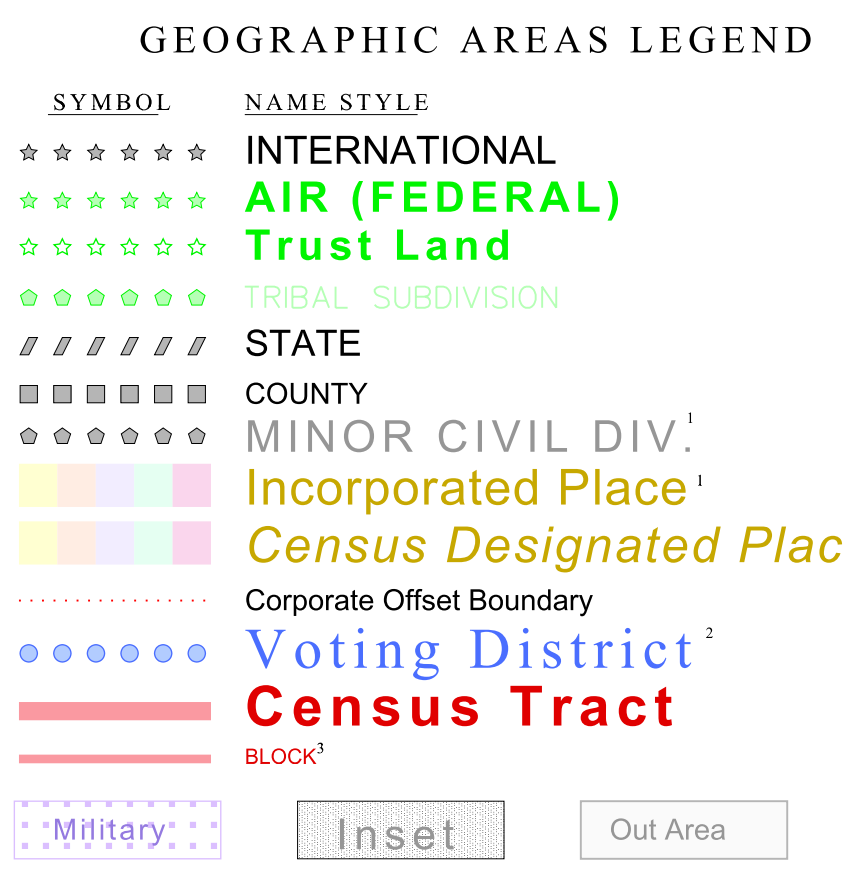 GEOGRAPHIC AREAS LEGEND
SYMBOL NAME STYLE
INTERNATIONAL
AIR (FEDERAL)
Trust Land
TRIBAL SUBDIVISION
STATE
COUNTY
MINOR CIVIL DIV.1
Incorporated Place 1
Census Designated Plac
Corporate Offset Boundary
Voting District 2
Census Tract
BLOCK3
Military Inset Out Area